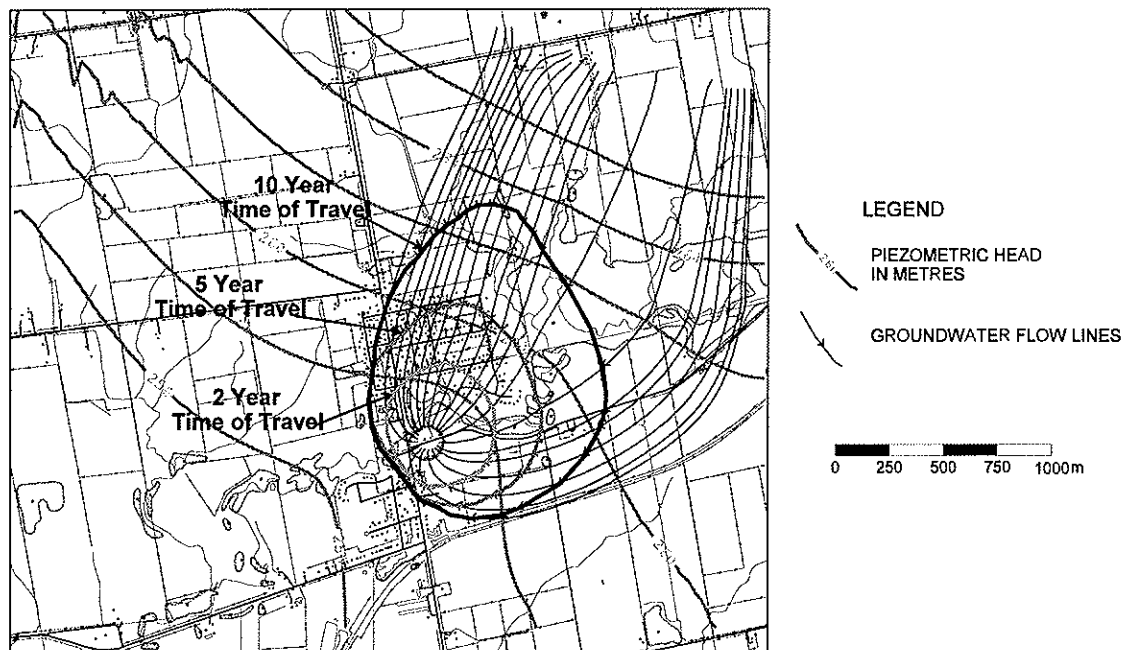 10 Year
Time of Travel
5 Year
Time of Travel
2 Year
Time of Travel
LEGEND
PIEZOMETRIC HEAD
IN METRES
GROUNDWATER FLOW LINES
0 250 500 750 1000m